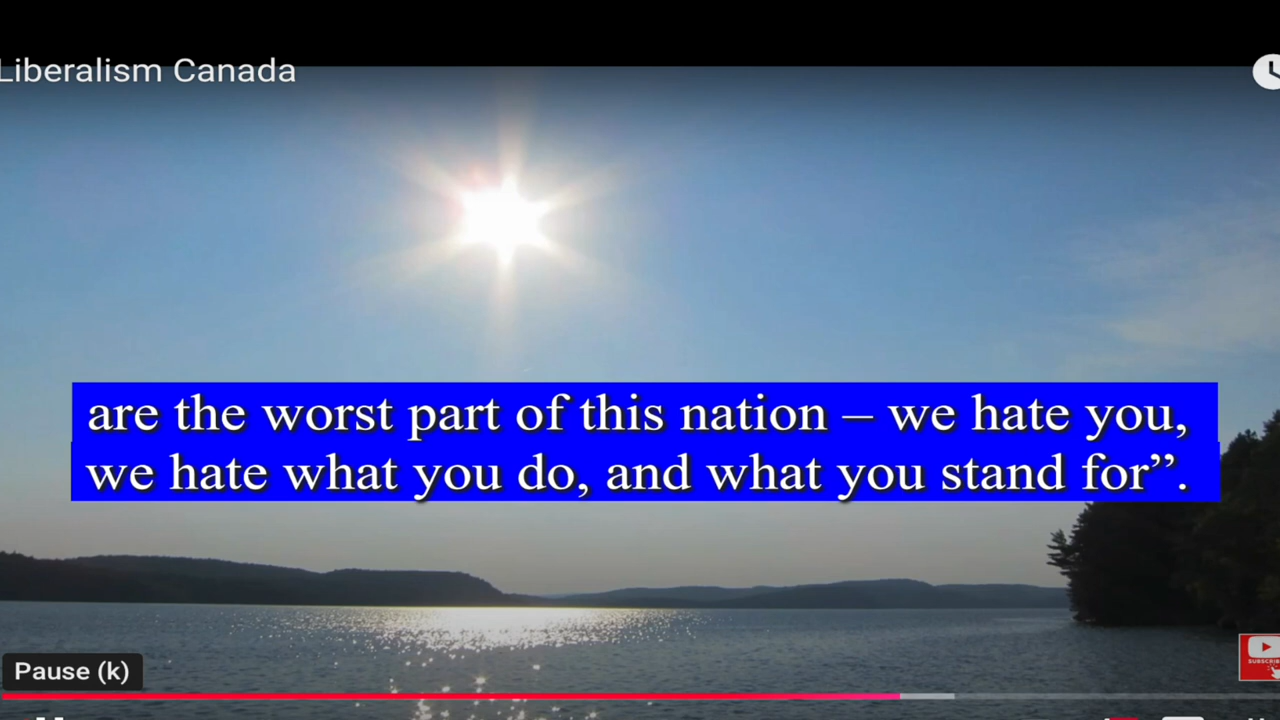 Liberalism Canada
are the worst part of this nation – we hate you,
we hate what you do, and what you stand for”.
Pause (k)